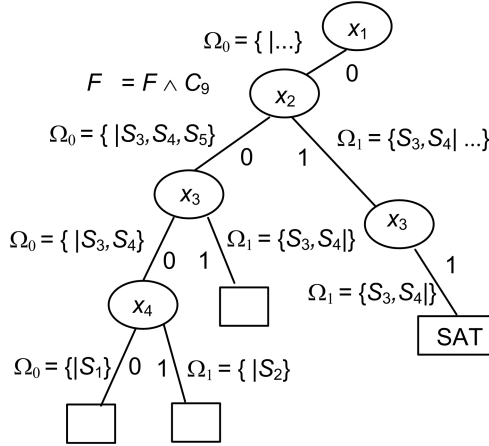 x₁
Ω₀ = { |...}
0
F = F ∧ C₉
x₂
Ω₀ = { |S₃, S₄, S₅}
0
1
Ω₁ = {S₃, S₄| ...}
x₃
x₃
Ω₀ = { |S₃, S₄}
0
1
Ω₁ = {S₃, S₄|}
1
Ω₁ = {S₃, S₄|}
x₄
SAT
Ω₀ = {|S₁}
0
1
Ω₁ = { |S₂}